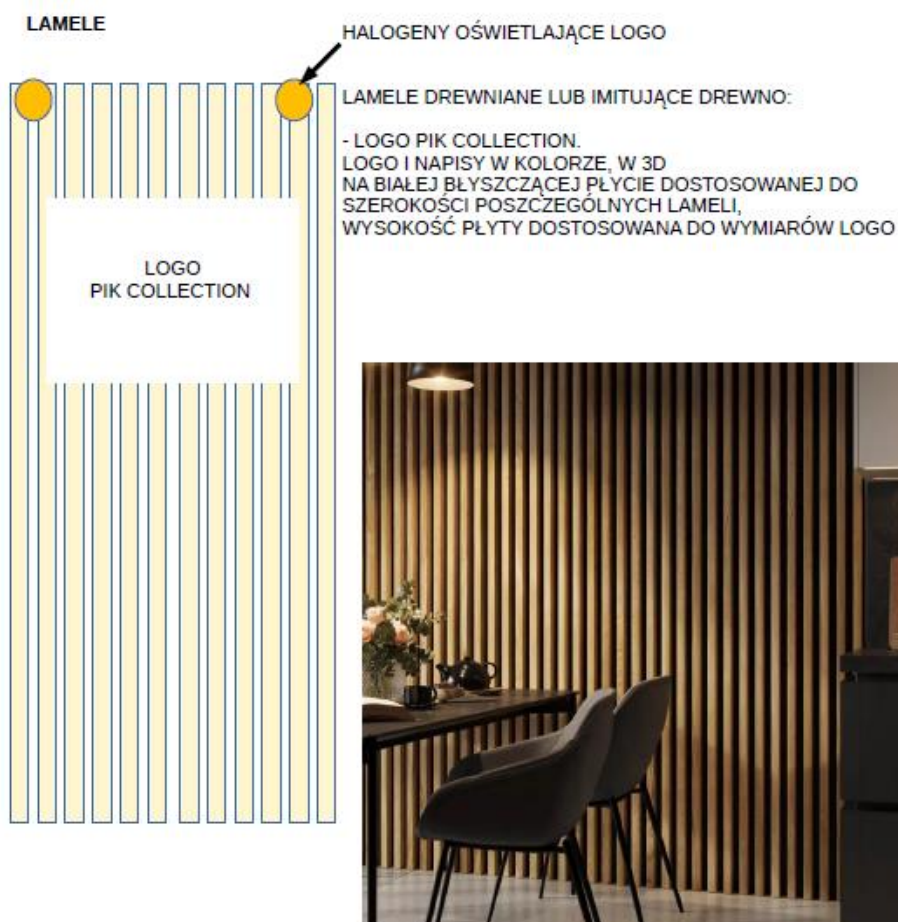 LAMELE
HALOGENY OŚWIETLAJĄCE LOGO
LAMELE DREWNIANE LUB IMITUJĄCE DREWNO:
- LOGO PIK COLLECTION.
LOGO I NAPISY W KOLORZE, W 3D
NA BIAŁEJ BŁYSZCZĄCEJ PŁYCIE DOSTOSOWANEJ DO
SZEROKOŚCI POSZCZEGÓLNYCH LAMELI,
WYSOKOŚĆ PŁYTY DOSTOSOWANA DO WYMIARÓW LOGO
LOGO
PIK COLLECTION